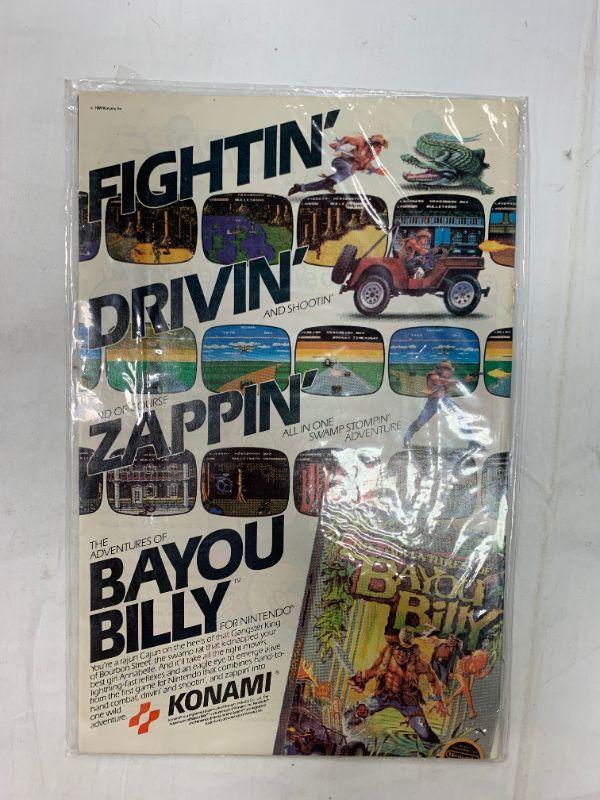 FIGHTIN'
DRIVIN'
AND SHOOTIN'
AND OF COURSE
ZAPPIN'
ALL IN ONE
SWAMP STOMPIN'
ADVENTURE
THE
ADVENTURES OF
BAYOU
BILLY™
FOR NINTENDO®
You're a rajun Cajun on the heels of that Gangster King
of Bourbon Street, the swamp rat that kidnapped your
best girl Annabelle. And it'll take all the right moves,
lightning-fast reflexes and an eagle eye to emerge alive
from the first game for Nintendo that combines hand-to-
hand combat, drivin' and shootin', and zappin' into
one wild
adventure.
KONAMI®
ADVENTURES
BAYOU
Billy